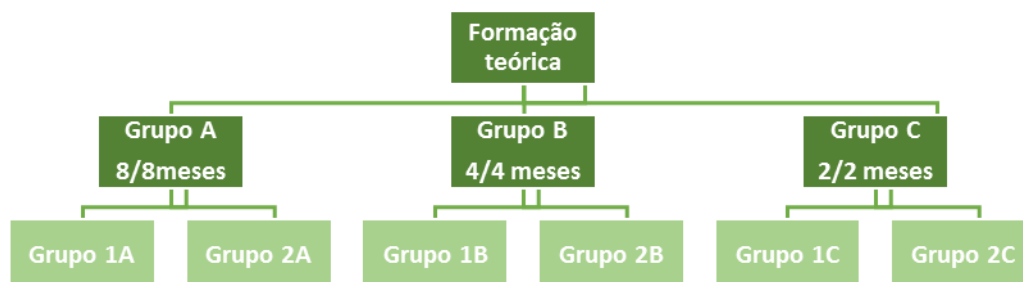 Formação
teórica
Grupo A
8/8meses
Grupo B
4/4 meses
Grupo C
2/2 meses
Grupo 1A
Grupo 2A
Grupo 1B
Grupo 2B
Grupo 1C
Grupo 2C